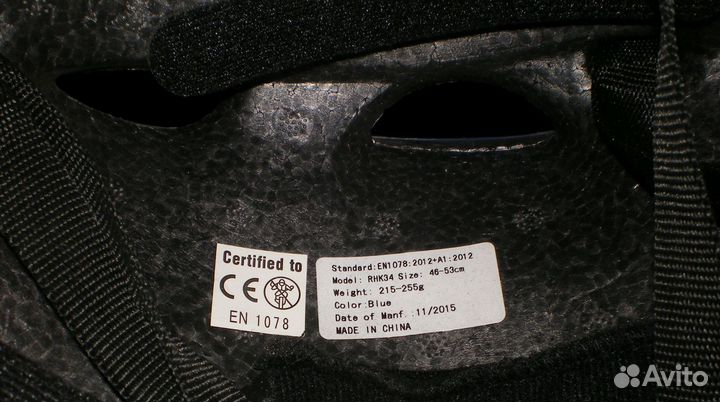 Certified to
CE
EN 1078
Standard:EN1078:2012+A1:2012
Model: RHK34 Size: 46-53cm
Weight: 215-255g
Color:Blue
Date of Manf.:11/2015
MADE IN CHINA
Avito